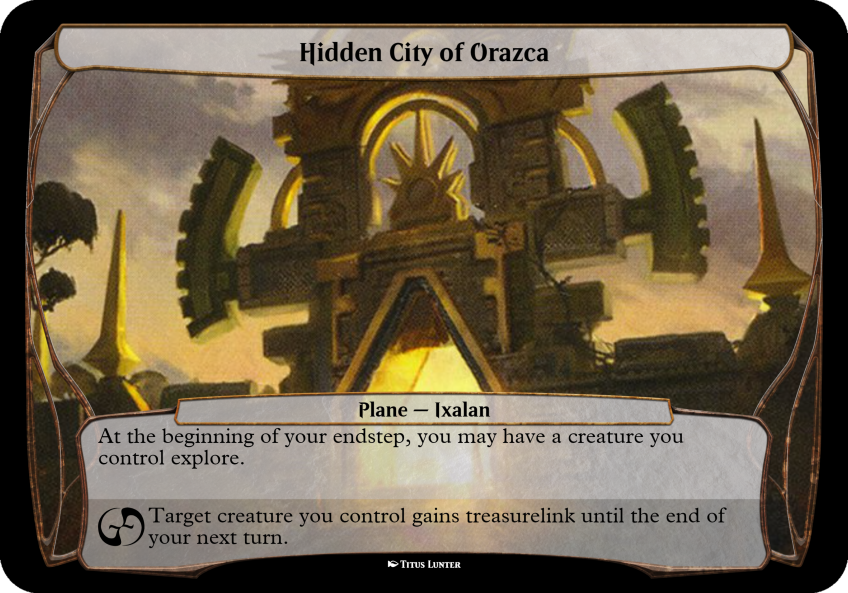 Hidden City of Orazca
Plane — Ixalan
At the beginning of your endstep, you may have a creature you
control explore.
Target creature you control gains treasurelink until the end of
your next turn.
Titus Lunter